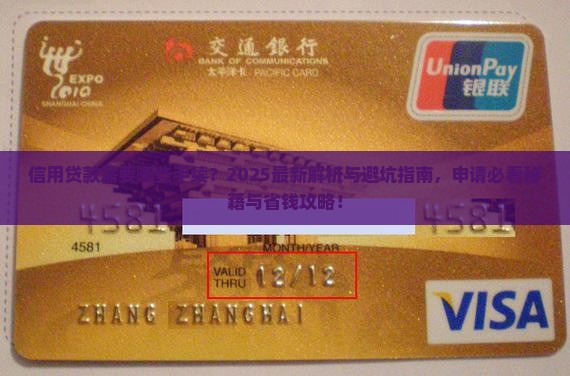 EXPO
2010
SHANGHAI CHINA
交通銀行
BANK OF COMMUNICATIONS
太平洋卡 PACIFIC CARD
UnionPay
银联
信用贷款 ？2025最新解析与避坑指南，申请必看
籍与省钱攻略！
4581 4581
4581
MONTH/YEAR
VALID
THRU 12/12
ZHANG ZHANGHAI
VISA